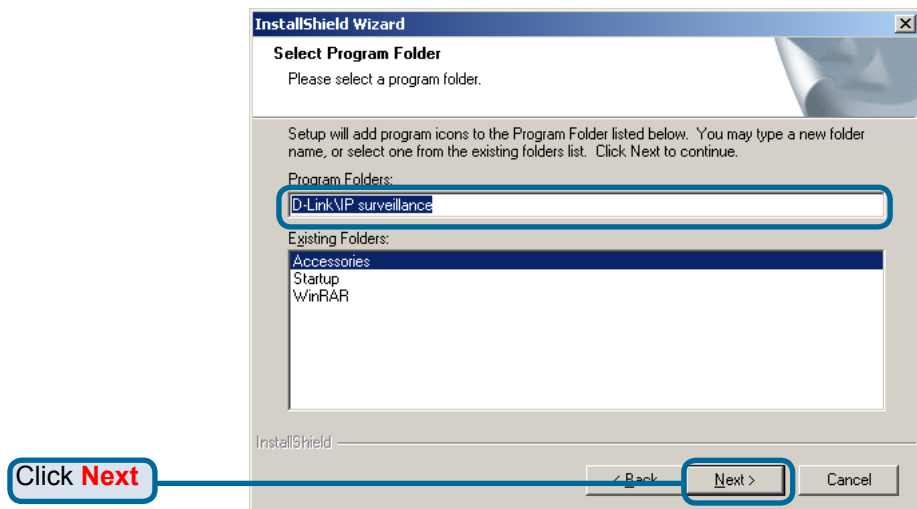 InstallShield Wizard
Select Program Folder
Please select a program folder.
Setup will add program icons to the Program Folder listed below. You may type a new folder
name, or select one from the existing folders list. Click Next to continue.
Program Folders:
D-Link\IP surveillance
Existing Folders:
Accessories
Startup
WinRAR
InstallShield
Click Next
< Back
Next >
Cancel